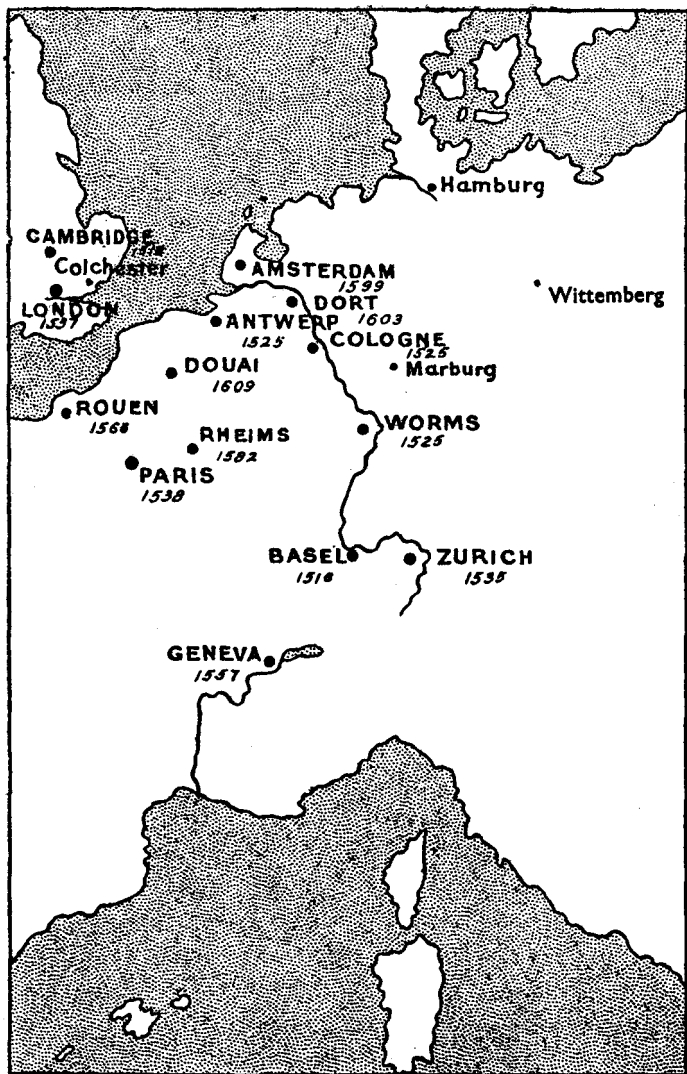 Hamburg
CAMBRIDGE
Colchester
LONDON
1537
AMSTERDAM
1599
Wittemberg
DORT
1603
ANTWERP
1525
COLOGNE
1525
Marburg
DOUAI
1609
ROUEN
WORMS
1525
RHEIMS
1582
PARIS
1538
BASEL
1516
ZURICH
1535
GENEVA
1557